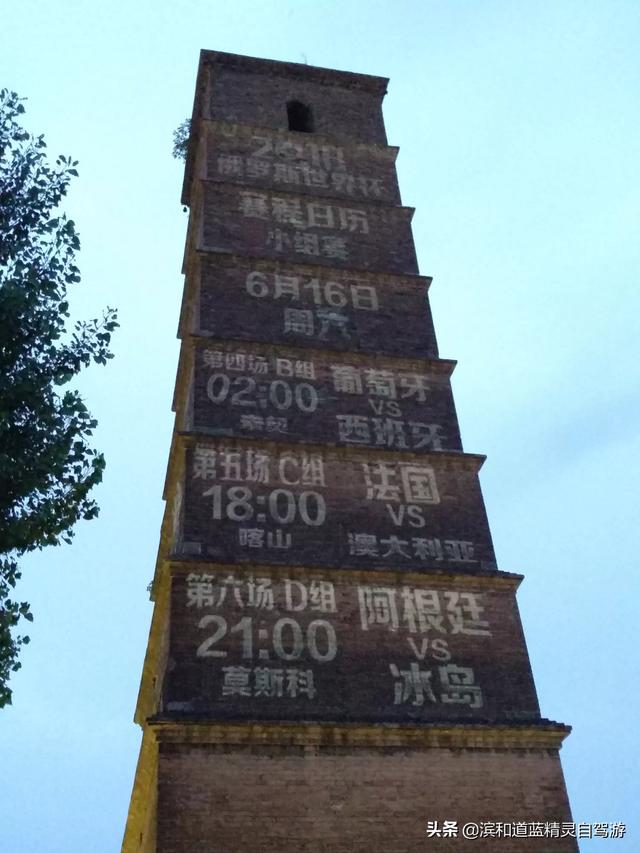 2018
俄罗斯世界杯
赛程日历
小组赛
6月16日
周六
第四场 B组
02:00
索契
葡萄牙
VS
西班牙
第五场 C组
18:00
喀山
法国
VS
澳大利亚
第六场 D组
21:00
莫斯科
阿根廷
VS
冰岛
头条 @滨和道蓝精灵自驾游